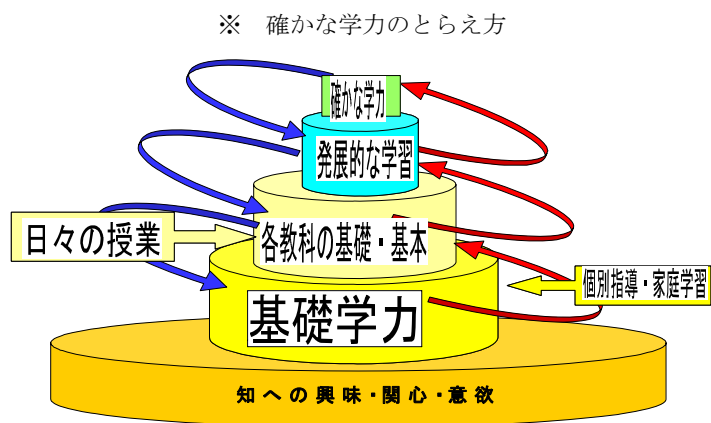 ※ 確かな学力のとらえ方
確かな学力
発展的な学習
日々の授業
各教科の基礎・基本
個別指導・家庭学習
基礎学力
知への興味・関心・意欲